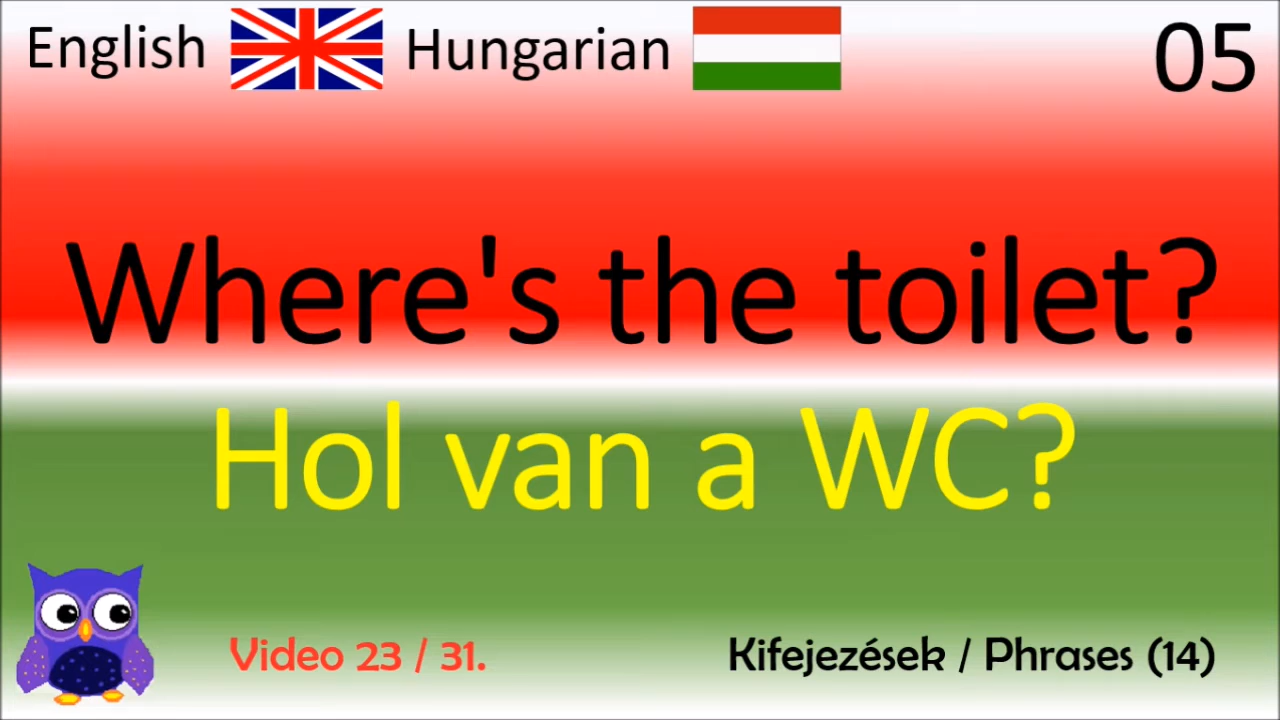 English Hungarian 05
Where's the toilet?
Hol van a WC?
Video 23 / 31. Kifejezések / Phrases (14)